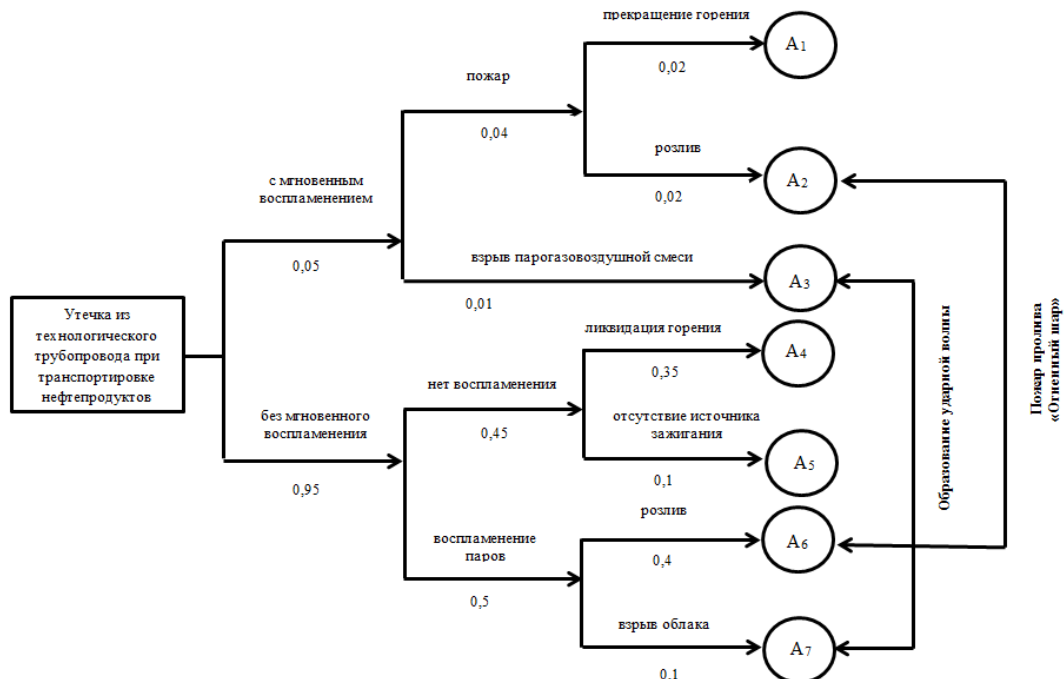 прекращение горения
A1
0,02
пожар
0,04
розлив
A2
0,02
с мгновенным
воспламенением
0,05
взрыв парогазовоздушной смеси
A3
0,01
Утечка из
технологического
трубопровода при
транспортировке
нефтепродуктов
ликвидация горения
A4
0,35
нет воспламенения
0,45
отсутствие источника
зажигания
A5
0,1
без мгновенного
воспламенения
0,95
розлив
A6
0,4
воспламенение
паров
0,5
взрыв облака
A7
0,1
Образование ударной волны
Пожар пролива
«Огненный шар»